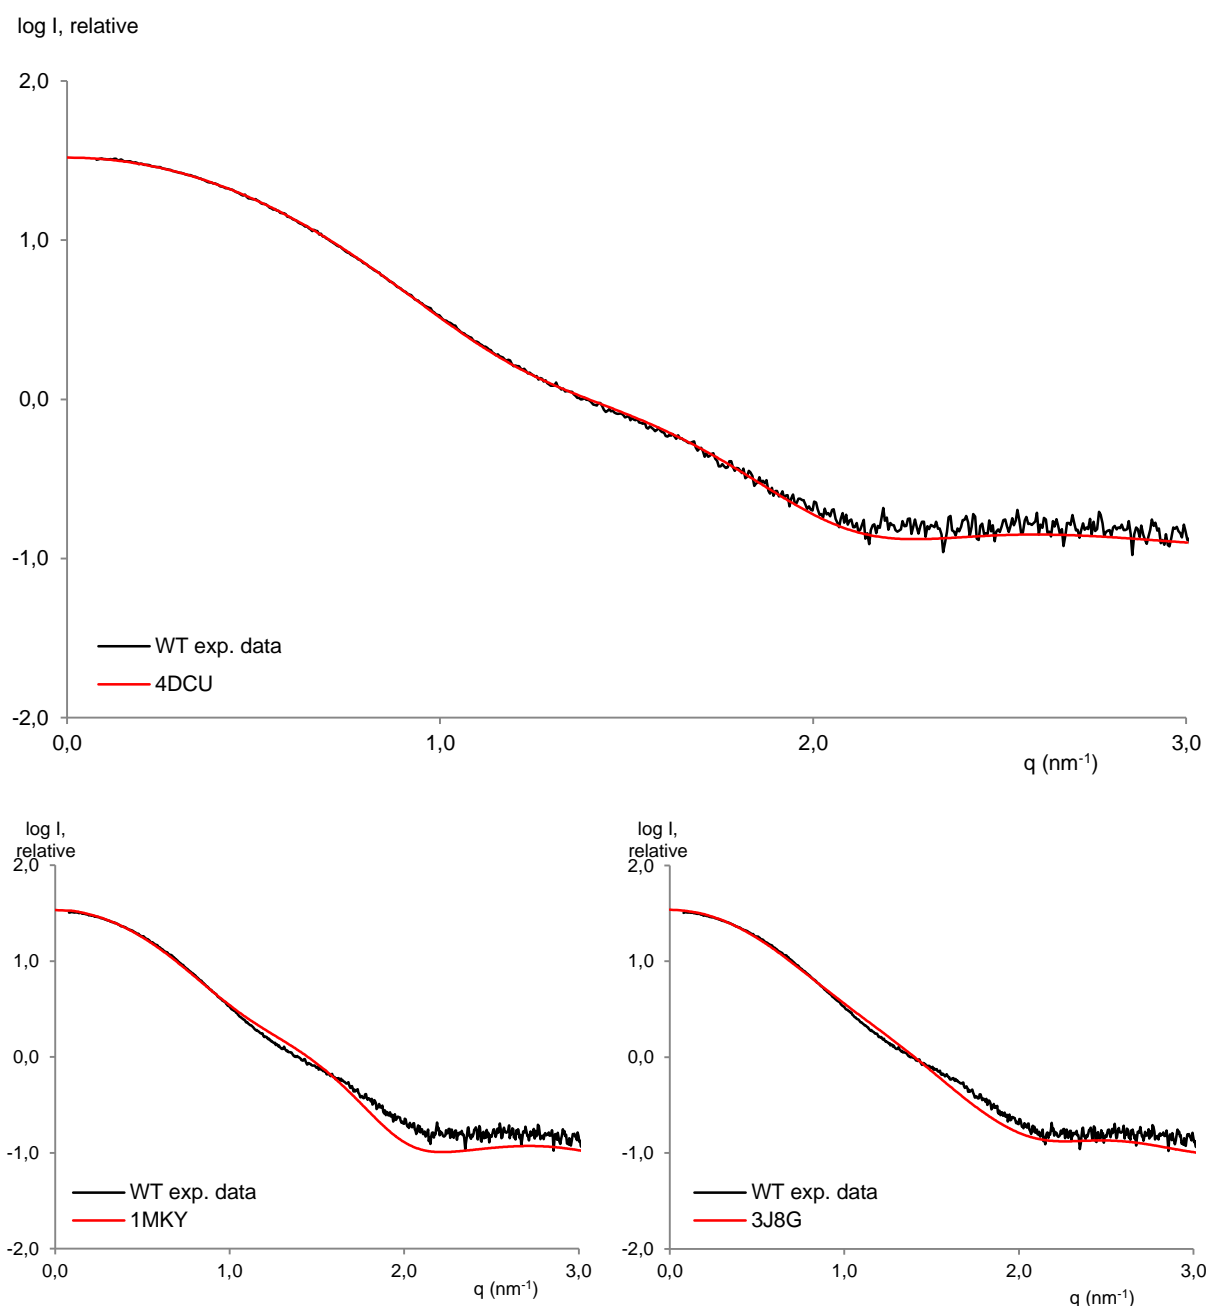 log I, relative
2,0
1,0
0,0
-1,0
-2,0
WT exp. data
4DCU
0,0 1,0 2,0 3,0
q (nm-1)
log I,
relative
2,0
1,0
0,0
-1,0
-2,0
WT exp. data
1MKY
0,0 1,0 2,0 3,0
q (nm-1)
log I,
relative
2,0
1,0
0,0
-1,0
-2,0
WT exp. data
3J8G
0,0 1,0 2,0 3,0
q (nm-1)